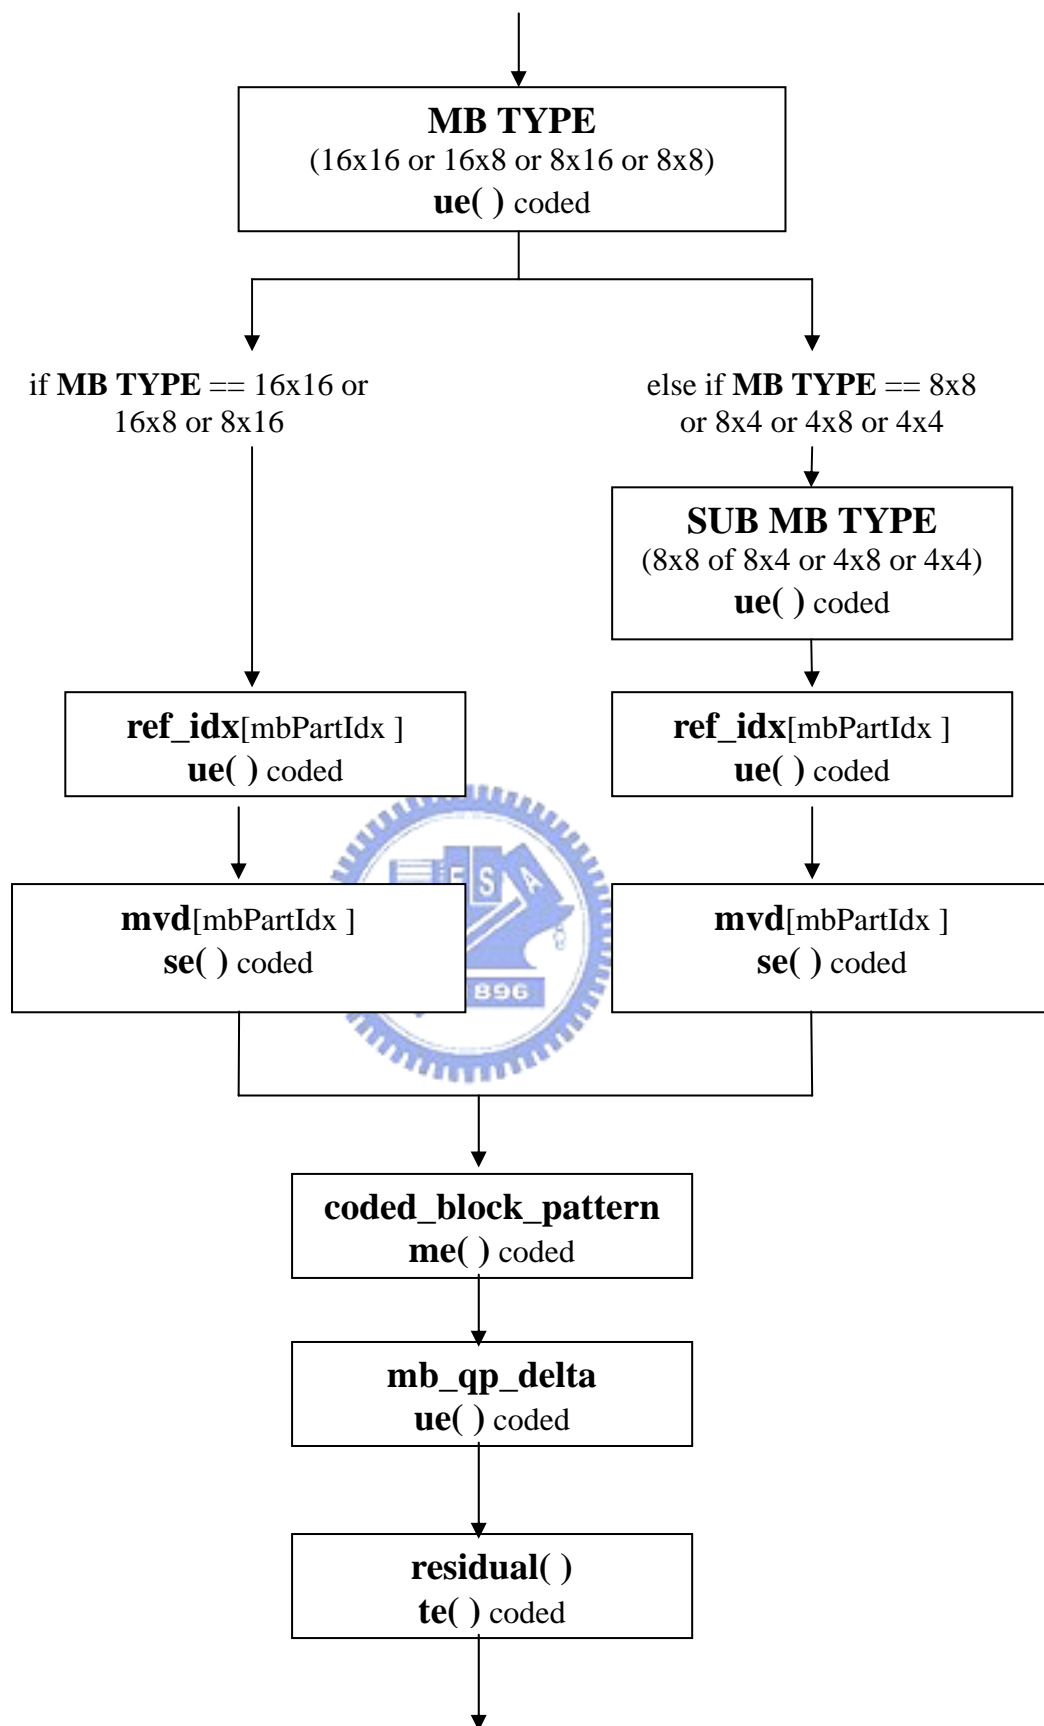 MB TYPE
(16x16 or 16x8 or 8x16 or 8x8)
ue( ) coded
if MB TYPE == 16x16 or
16x8 or 8x16
else if MB TYPE == 8x8
or 8x4 or 4x8 or 4x4
SUB MB TYPE
(8x8 of 8x4 or 4x8 or 4x4)
ue( ) coded
ref_idx[mbPartIdx ]
ue( ) coded
ref_idx[mbPartIdx ]
ue( ) coded
mvd[mbPartIdx ]
se( ) coded
mvd[mbPartIdx ]
se( ) coded
E S A
896
coded_block_pattern
me( ) coded
mb_qp_delta
ue( ) coded
residual( )
te( ) coded